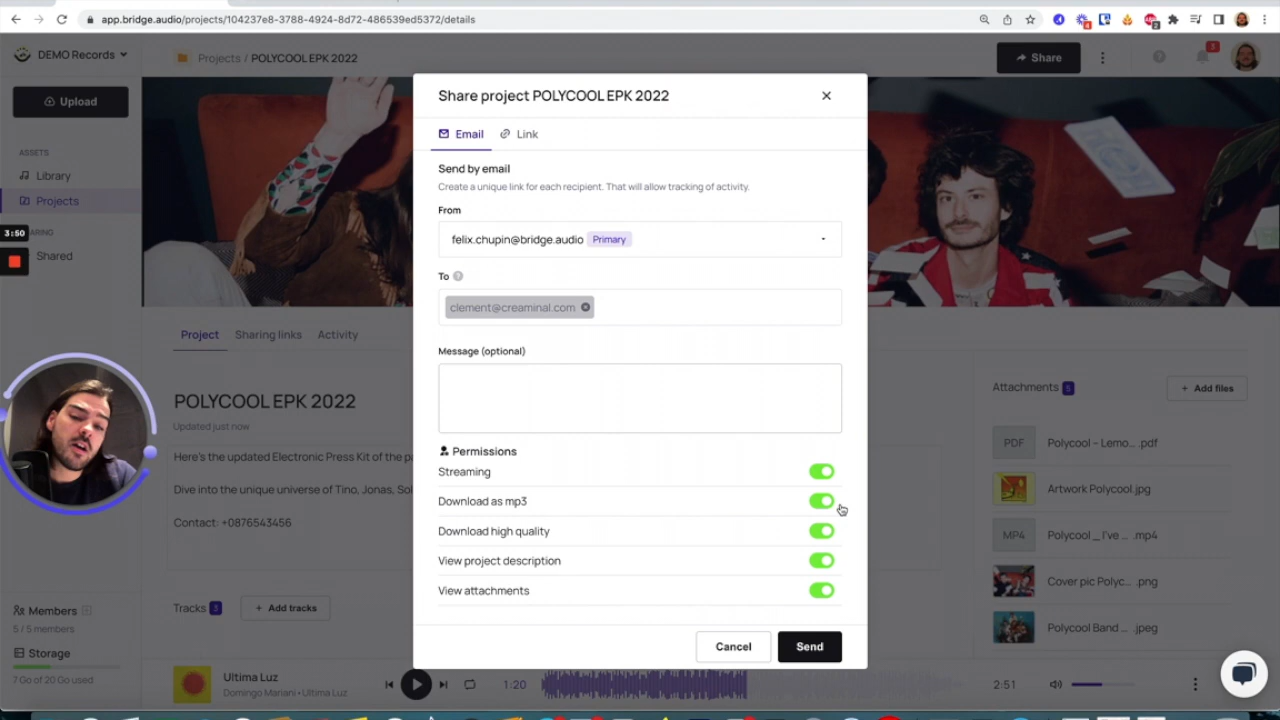 app.bridge.audio/projects/104237e8-3788-4924-8d72-486539ed5372/details
4
2
DEMO Records
Projects / POLYCOOL EPK 2022
Share
3
Upload
ASSETS
Library
Projects
3:50
ARING
Shared
Share project POLYCOOL EPK 2022
Email
Link
Send by email
Create a unique link for each recipient. That will allow tracking of activity.
From
felix.chupin@bridge.audio Primary
To ?
clement@creaminal.com
Message (optional)
Permissions
Streaming
Download as mp3
Download high quality
View project description
View attachments
Cancel
Send
Project
Sharing links
Activity
POLYCOOL EPK 2022
Updated just now
Here's the updated Electronic Press Kit of the pa
Dive into the unique universe of Tino, Jonas, Sol
Contact: +0876543456
Tracks 3
+ Add tracks
Attachments 5
+ Add files
PDF
Polycool – Lemo... .pdf
Artwork Polycool.jpg
MP4
Polycool _ I've ... .mp4
Cover pic Polyc... .png
Polycool Band ... .jpeg
Members
5 / 5 members
Storage
7 Go of 20 Go used
Ultima Luz
Domingo Mariani • Ultima Luz
1:20
2:51